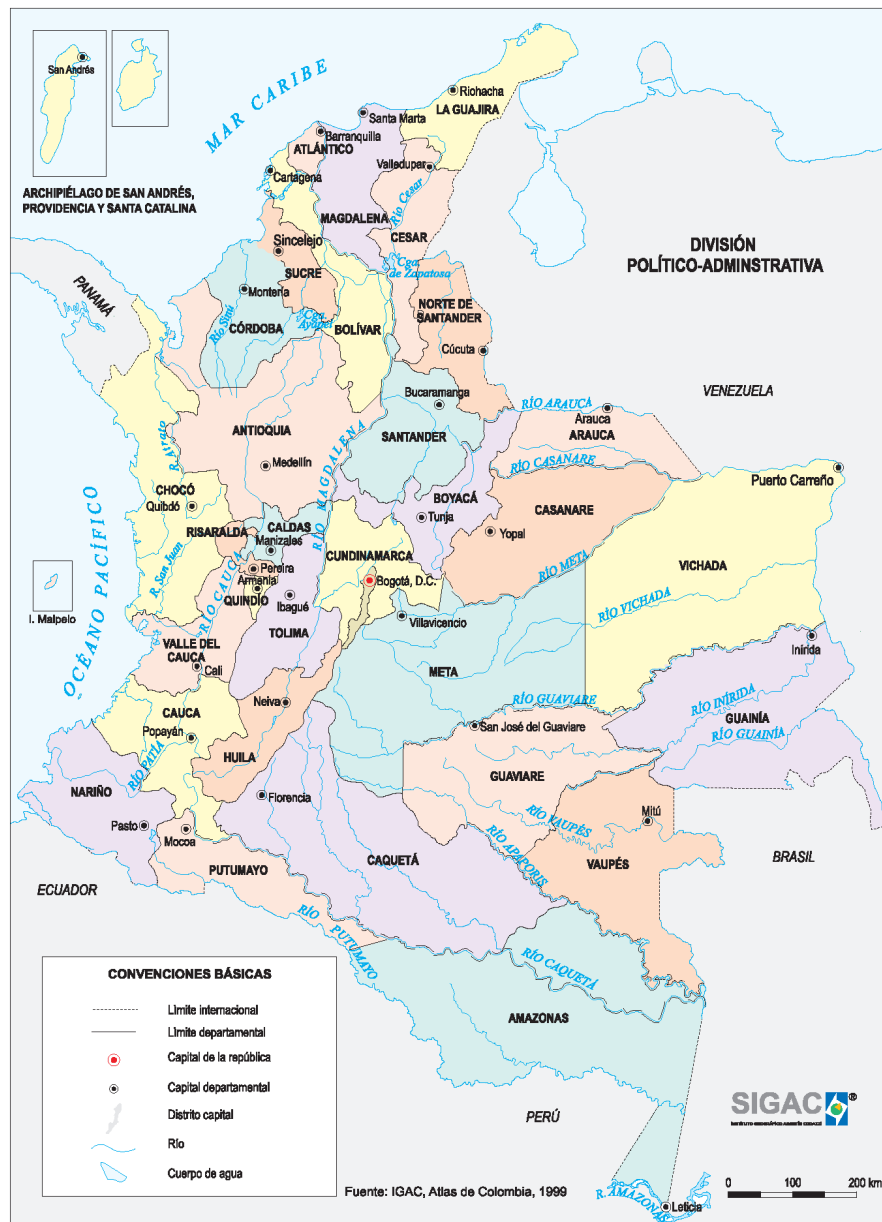 San Andrés
ARCHIPIÉLAGO DE SAN ANDRÉS,
PROVIDENCIA Y SANTA CATALINA
MAR CARIBE
Riohacha
LA GUAJIRA
Santa Marta
Barranquilla
ATLÁNTICO
Valledupar
Cartagena
Río Cesar
MAGDALENA
CESAR
DIVISIÓN
POLÍTICO-ADMINSTRATIVA
Sincelejo
SUCRE
Cga.
de Zapatosa
PANAMÁ
Montería
Río Sinú
CÓRDOBA
Cga.
Ayapel
BOLÍVAR
NORTE DE
SANTANDER
Cúcuta
VENEZUELA
Bucaramanga
SANTANDER
RÍO ARAUCA
Arauca
ARAUCA
ANTIOQUIA
Medellín
R. Atrato
RÍO MAGDALENA
RÍO CASANARE
Puerto Carreño
CHOCÓ
Quibdó
BOYACÁ
Tunja
CASANARE
Yopal
RISARALDA
CALDAS
Manizales
CUNDINAMARCA
OCÉANO PACÍFICO
R. San Juan
RÍO CAUCA
Pereira
Armenia
QUINDÍO
Ibagué
Bogotá, D.C.
RÍO META
VICHADA
RÍO VICHADA
I. Malpelo
TOLIMA
Villavicencio
VALLE DEL
CAUCA
Cali
META
Inírida
RÍO GUAVIARE
RÍO INÍRIDA
GUAINÍA
RÍO GUAINÍA
Neiva
CAUCA
Popayán
San José del Guaviare
RÍO PATÍA
HUILA
GUAVIARE
NARIÑO
Florencia
Pasto
Mocoa
RÍO VAUPÉS
Mitú
VAUPÉS
RÍO APAPORIS
CAQUETÁ
PUTUMAYO
BRASIL
ECUADOR
RÍO PUTUMAYO
RÍO CAQUETÁ
AMAZONAS
CONVENCIONES BÁSICAS
Límite internacional
Límite departamental
Capital de la república
Capital departamental
Distrito capital
Río
Cuerpo de agua
PERÚ
SIGAC®
INSTITUTO GEOGRÁFICO AGUSTÍN CODAZZI
0 100 200 km
Fuente: IGAC, Atlas de Colombia, 1999
R. AMAZONAS
Leticia